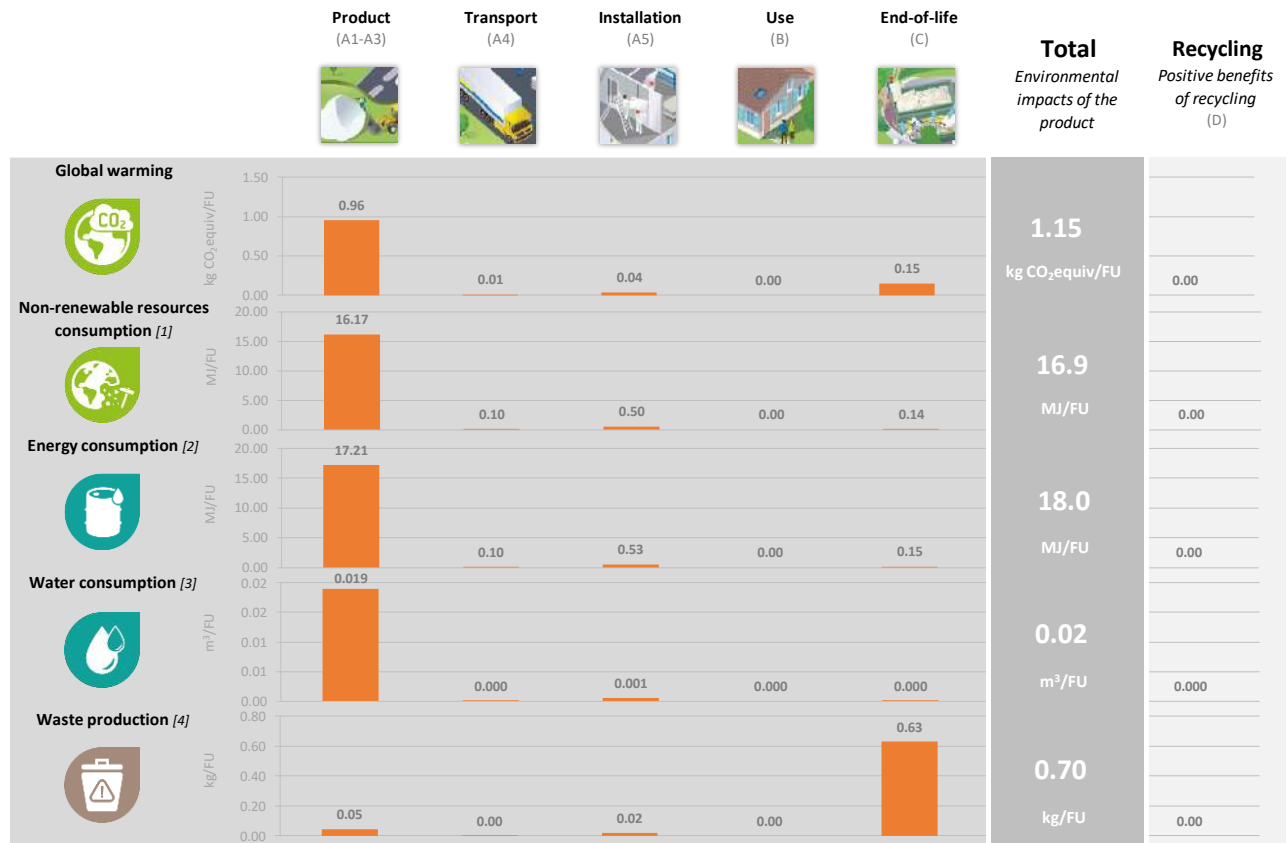 Product
(A1-A3)
Transport
(A4)
Installation
(A5)
Use
(B)
End-of-life
(C)
Total
Environmental
impacts of the
product
Recycling
Positive benefits
of recycling
(D)
Global warming
CO₂
kg CO₂equiv/FU
1.50
1.00
0.50
0.00
0.96
0.01
0.04
0.00
0.15
1.15
kg CO₂equiv/FU
0.00
Non-renewable resources
consumption [1]
MJ/FU
20.00
15.00
10.00
5.00
0.00
16.17
0.10
0.50
0.00
0.14
16.9
MJ/FU
0.00
Energy consumption [2]
MJ/FU
20.00
15.00
10.00
5.00
0.00
17.21
0.10
0.53
0.00
0.15
18.0
MJ/FU
0.00
Water consumption [3]
m³/FU
0.02
0.02
0.01
0.01
0.00
0.019
0.000
0.001
0.000
0.000
0.02
m³/FU
0.000
Waste production [4]
kg/FU
0.80
0.60
0.40
0.20
0.00
0.05
0.00
0.02
0.00
0.63
0.70
kg/FU
0.00